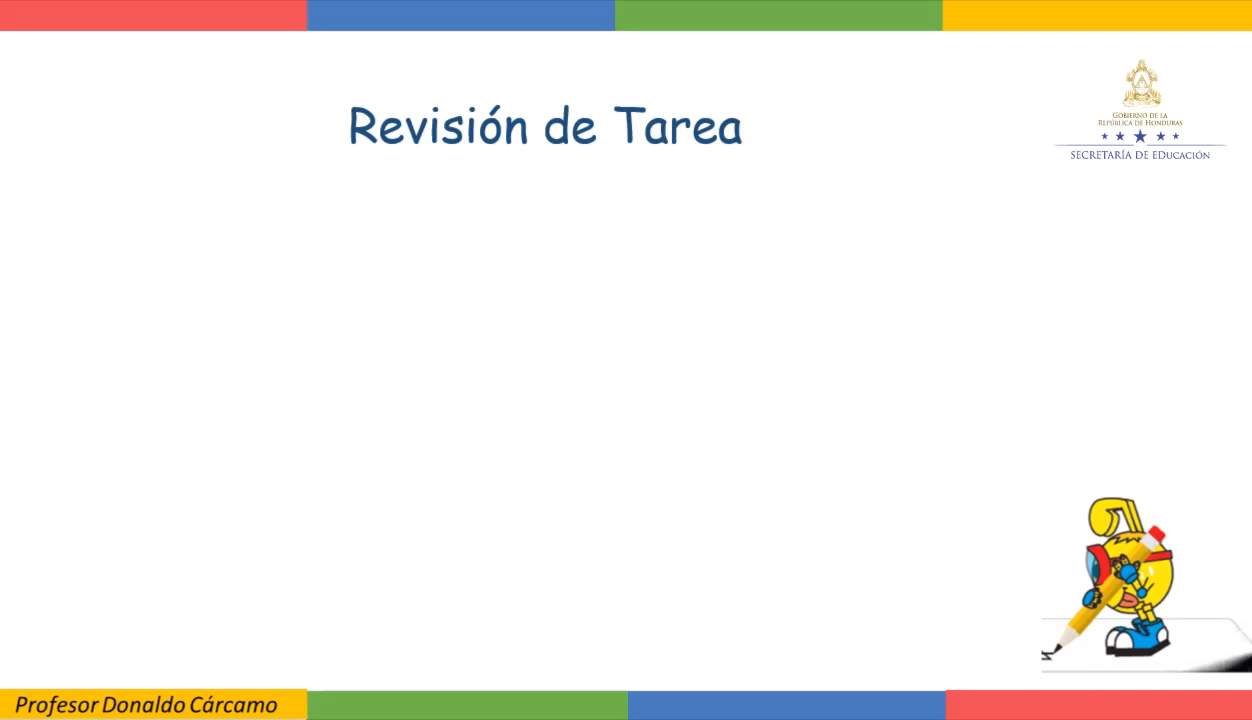 Revisión de Tarea
GOBIERNO DE LA
REPÚBLICA DE HONDURAS
SECRETARÍA DE EDUCACIÓN
Profesor Donaldo Cárcamo